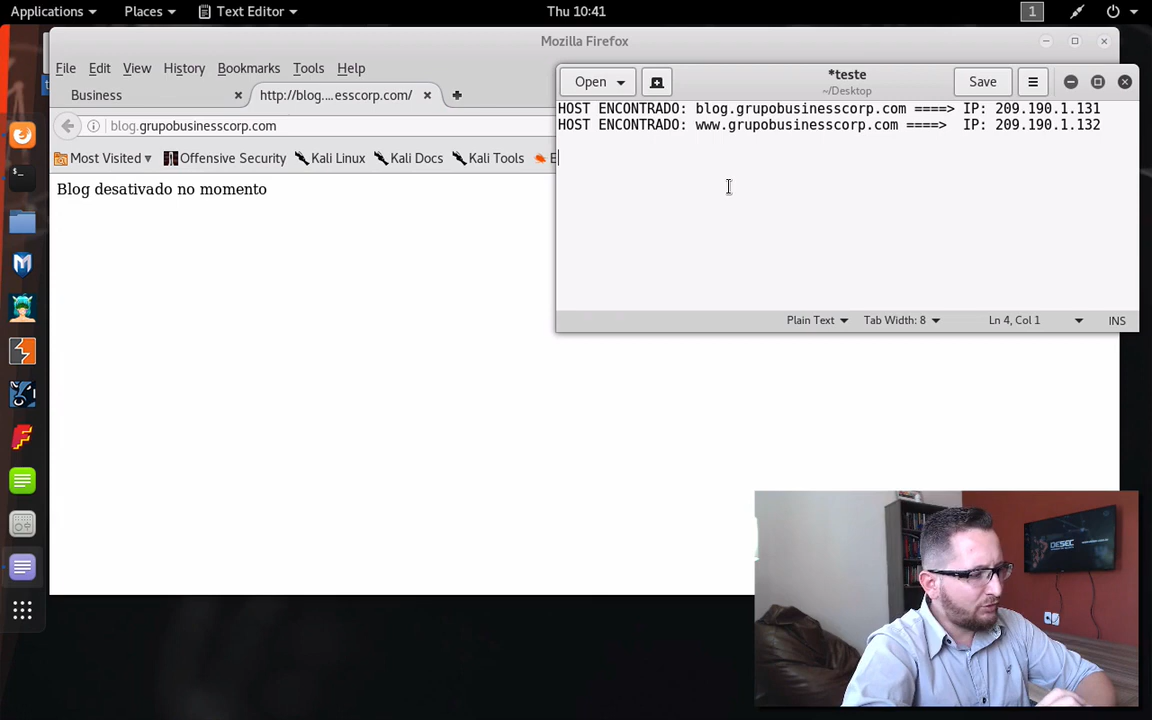 Applications Places Text Editor Thu 10:41 1
Mozilla Firefox
File Edit View History Bookmarks Tools Help
Business http://blog....esscorp.com/
blog.grupobusinesscorp.com
Most Visited Offensive Security Kali Linux Kali Docs Kali Tools E
Blog desativado no momento
Open *teste Save
~/Desktop
HOST ENCONTRADO: blog.grupobusinesscorp.com ====> IP: 209.190.1.131
HOST ENCONTRADO: www.grupobusinesscorp.com ====>  IP: 209.190.1.132
Plain Text Tab Width: 8 Ln 4, Col 1 INS
DESEC